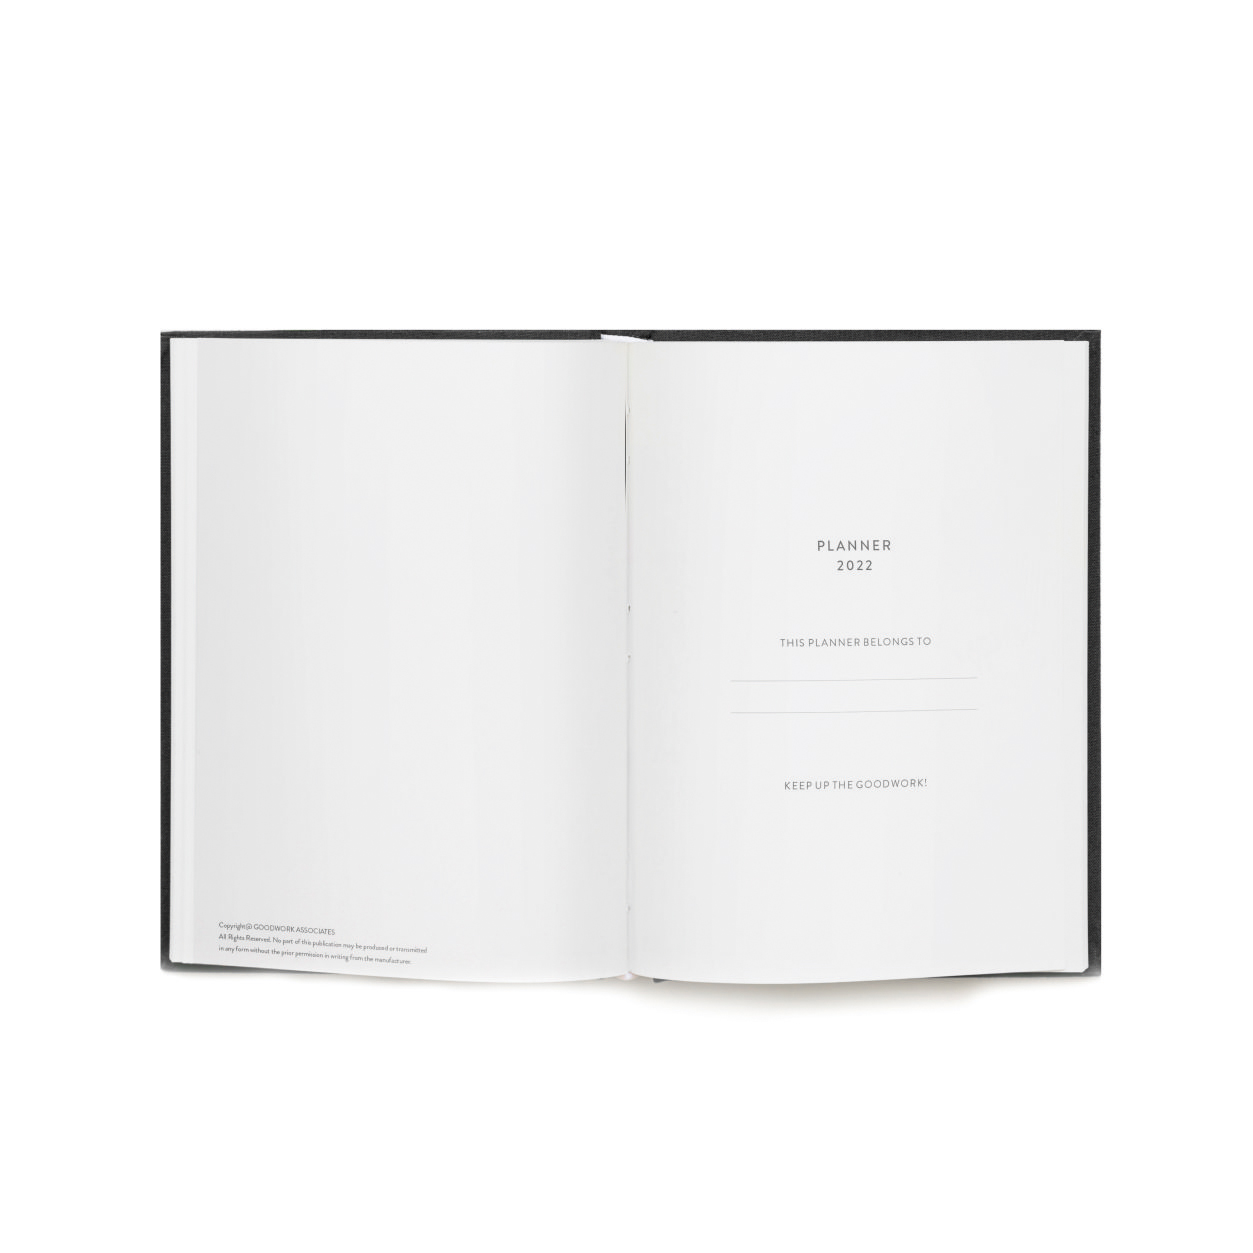 Copyright@ GOODWORK ASSOCIATES
All Rights Reserved. No part of this publication may be produced or transmitted
in any form without the prior permission in writing from the manufacturer.
PLANNER
2022
THIS PLANNER BELONGS TO
KEEP UP THE GOODWORK!